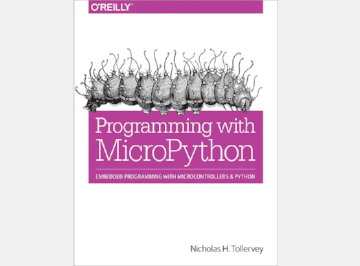 O'REILLY®
Programming with
MicroPython
EMBEDDED PROGRAMMING WITH MICROCONTROLLERS & PYTHON
Nicholas H. Tollervey